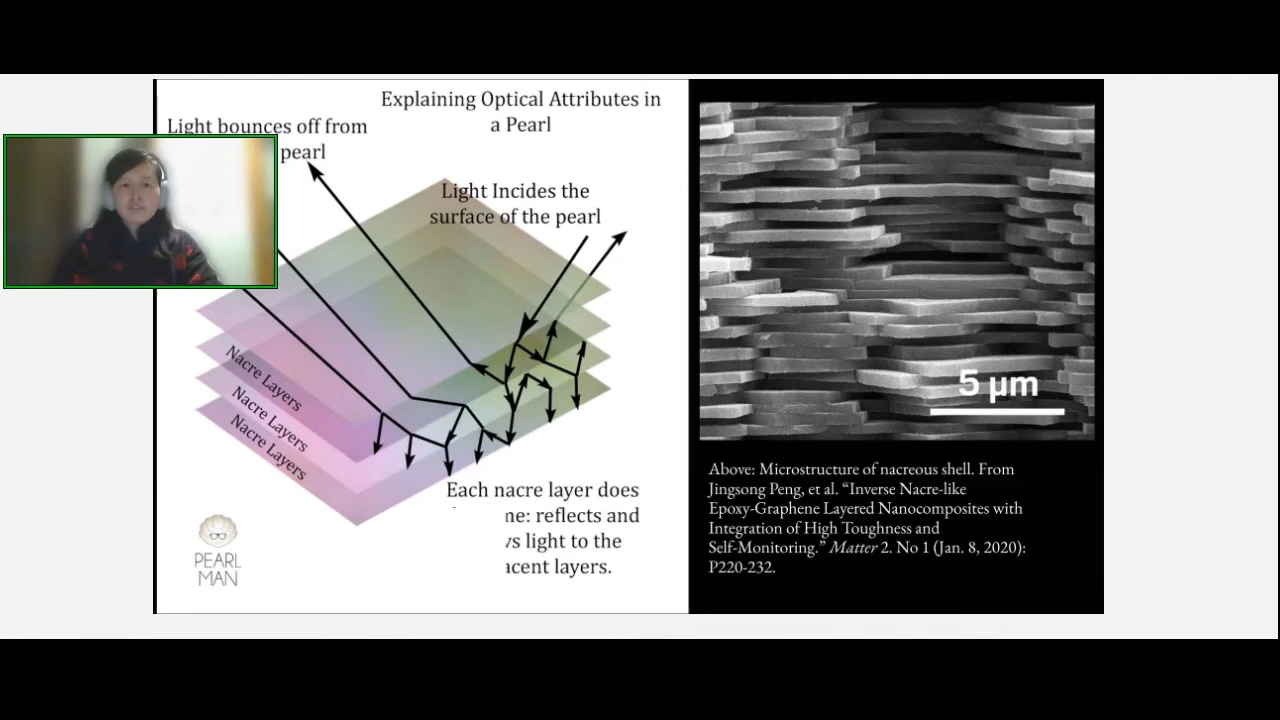 Explaining Optical Attributes in
a Pearl
Light bounces off from
pearl
Light Incides the
surface of the pearl
Nacre Layers
Nacre Layers
Nacre Layers
Each nacre layer does
reflects and
light to the
layers.
PEARL
MAN
5 μm
Above: Microstructure of nacreous shell. From
Jingsong Peng, et al. “Inverse Nacre-like
Epoxy-Graphene Layered Nanocomposites with
Integration of High Toughness and
Self-Monitoring.” Matter 2. No 1 (Jan. 8, 2020):
P220-232.